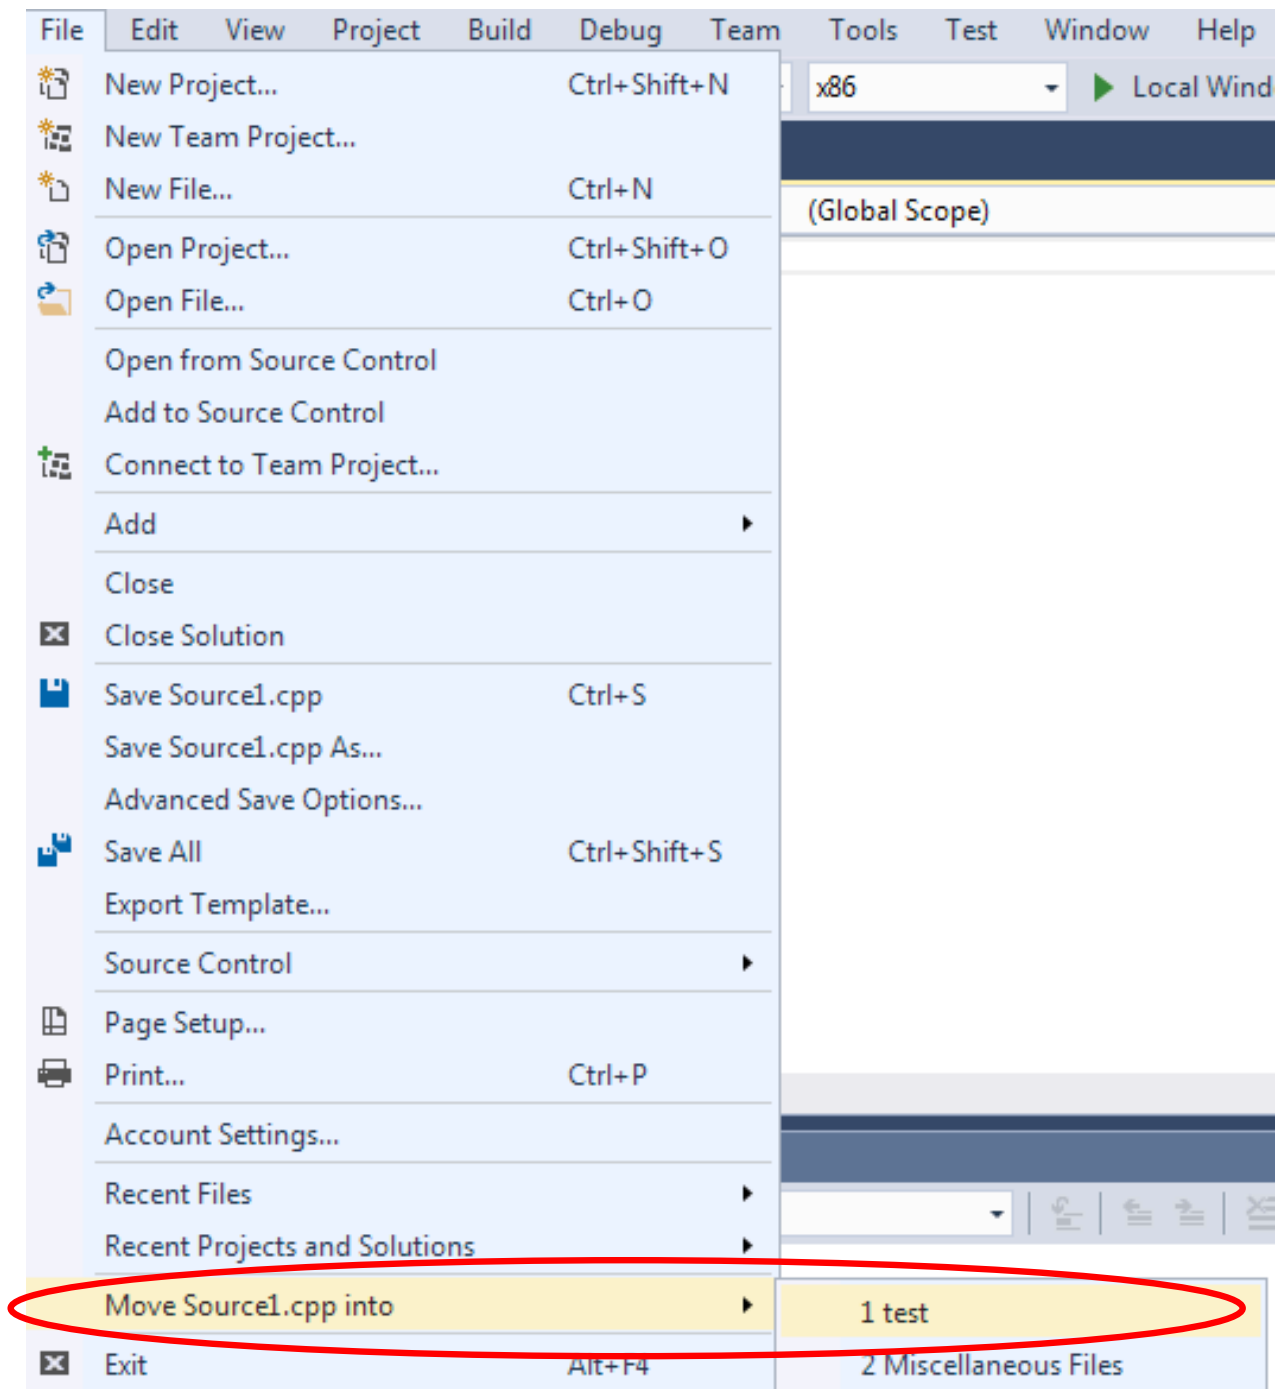 File Edit View Project Build Debug Team Tools Test Window Help
New Project... Ctrl+Shift+N
x86
Local Wind
New Team Project...
New File... Ctrl+N
(Global Scope)
Open Project... Ctrl+Shift+O
Open File... Ctrl+O
Open from Source Control
Add to Source Control
Connect to Team Project...
Add
Close
Close Solution
Save Source1.cpp Ctrl+S
Save Source1.cpp As...
Advanced Save Options...
Save All Ctrl+Shift+S
Export Template...
Source Control
Page Setup...
Print... Ctrl+P
Account Settings...
Recent Files
Recent Projects and Solutions
Move Source1.cpp into
1 test
Exit Alt+F4
2 Miscellaneous Files